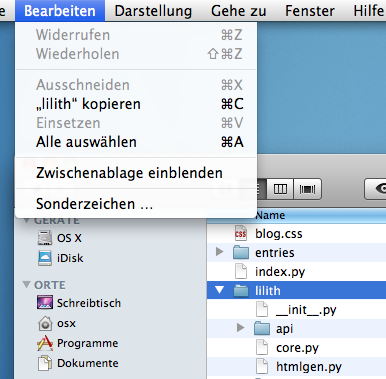 Bearbeiten Darstellung Gehe zu Fenster Hilfe
Widerrufen ⌘Z
Wiederholen ⇧⌘Z
Ausschneiden ⌘X
„lilith“ kopieren ⌘C
Einsetzen ⌘V
Alle auswählen ⌘A
Zwischenablage einblenden
Sonderzeichen …
GERÄTE
OS X
iDisk
ORTE
Schreibtisch
osx
Programme
Dokumente
Name
blog.css
entries
index.py
lilith
__init__.py
api
core.py
htmlgen.py